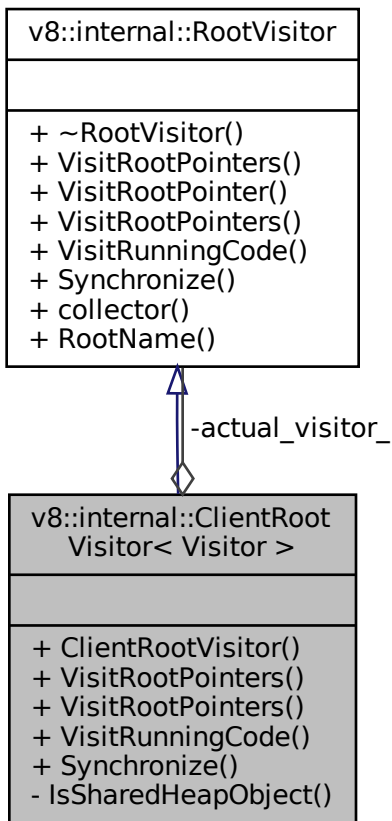 v8::internal::RootVisitor
+ ~RootVisitor()
+ VisitRootPointers()
+ VisitRootPointer()
+ VisitRootPointers()
+ VisitRunningCode()
+ Synchronize()
+ collector()
+ RootName()
-actual_visitor_
v8::internal::ClientRoot
Visitor< Visitor >
+ ClientRootVisitor()
+ VisitRootPointers()
+ VisitRootPointers()
+ VisitRunningCode()
+ Synchronize()
- IsSharedHeapObject()